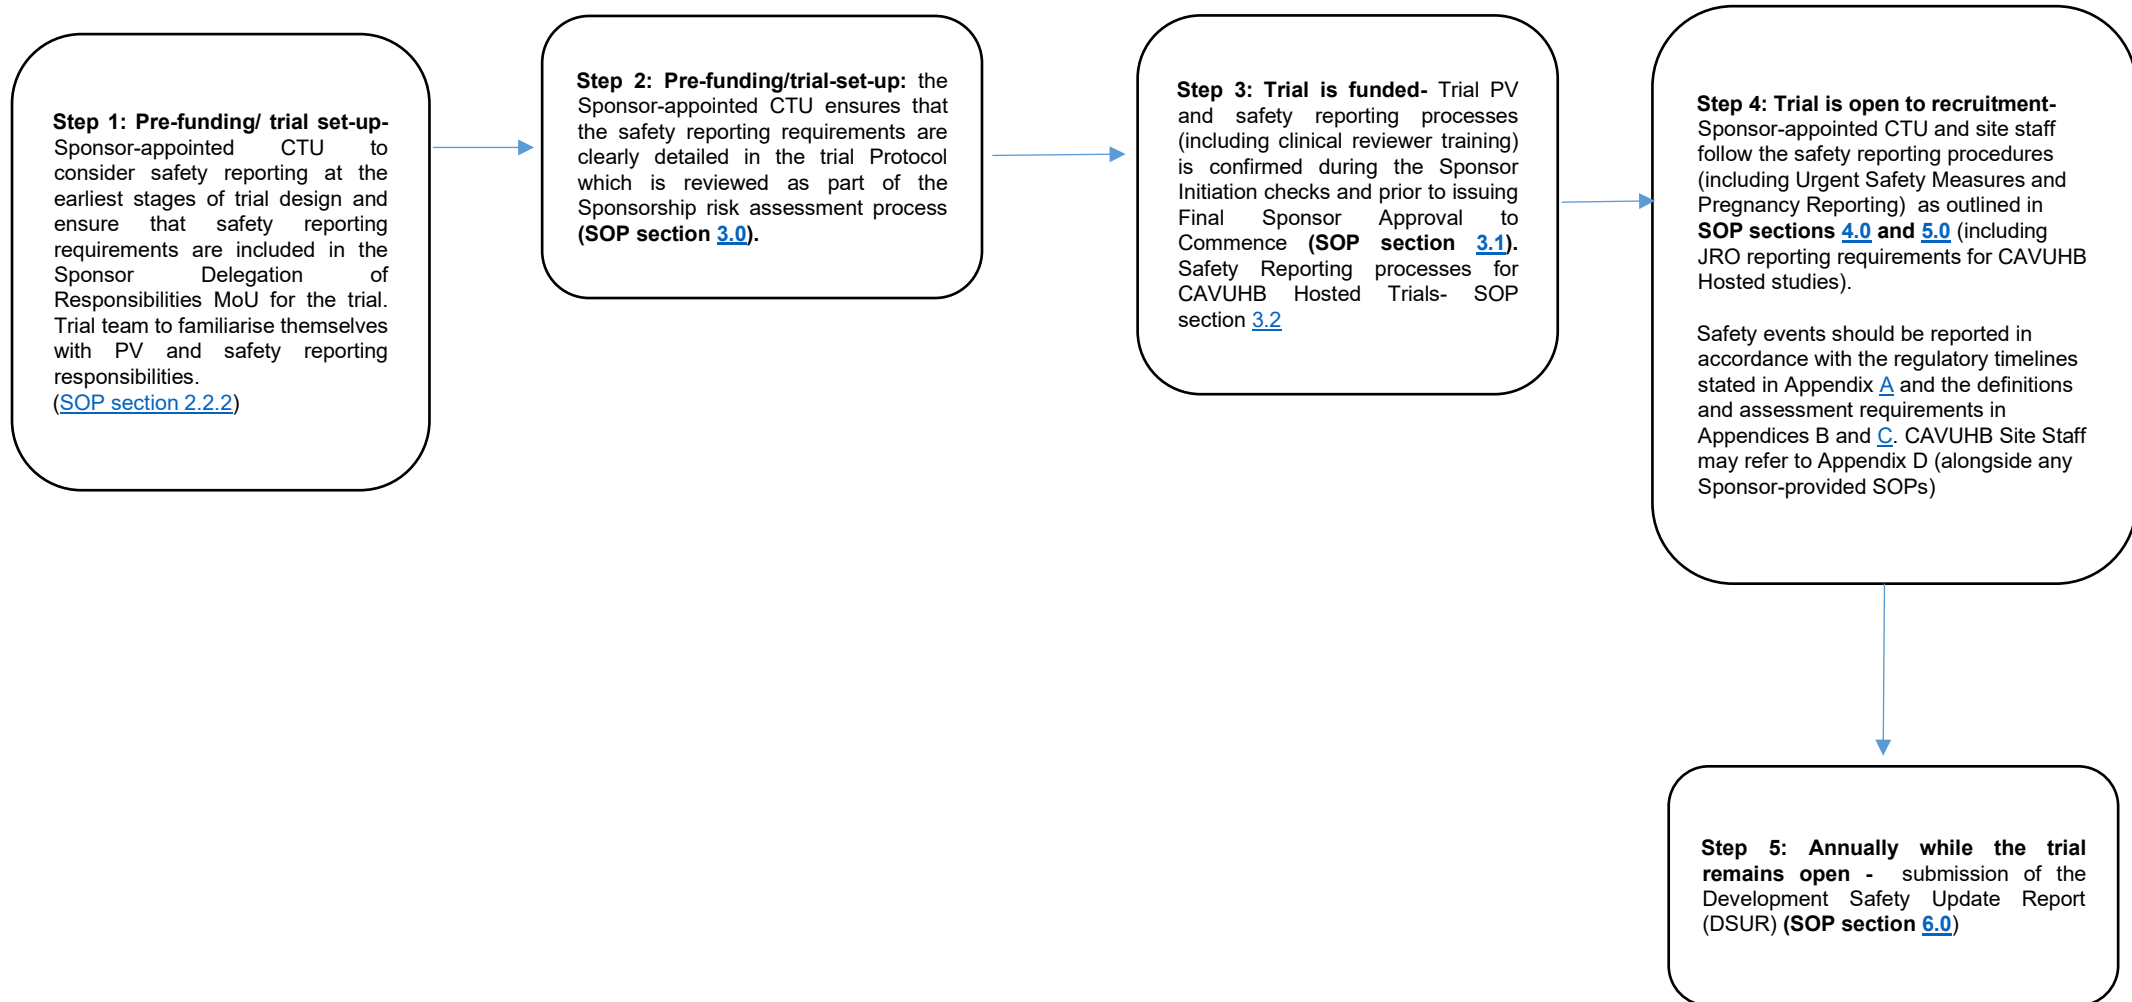 Step 1: Pre-funding/ trial set-up-
Sponsor-appointed CTU to
consider safety reporting at the
earliest stages of trial design and
ensure that safety reporting
requirements are included in the
Sponsor Delegation of
Responsibilities MoU for the trial.
Trial team to familiarise themselves
with PV and safety reporting
responsibilities.
(SOP section 2.2.2)
Step 2: Pre-funding/trial-set-up: the
Sponsor-appointed CTU ensures that
the safety reporting requirements are
clearly detailed in the trial Protocol
which is reviewed as part of the
Sponsorship risk assessment process
(SOP section 3.0).
Step 3: Trial is funded- Trial PV
and safety reporting processes
(including clinical reviewer training)
is confirmed during the Sponsor
Initiation checks and prior to issuing
Final Sponsor Approval to
Commence (SOP section 3.1).
Safety Reporting processes for
CAVUHB Hosted Trials- SOP
section 3.2
Step 4: Trial is open to recruitment-
Sponsor-appointed CTU and site staff
follow the safety reporting procedures
(including Urgent Safety Measures and
Pregnancy Reporting) as outlined in
SOP sections 4.0 and 5.0 (including
JRO reporting requirements for CAVUHB
Hosted studies).
Safety events should be reported in
accordance with the regulatory timelines
stated in Appendix A and the definitions
and assessment requirements in
Appendices B and C. CAVUHB Site Staff
may refer to Appendix D (alongside any
Sponsor-provided SOPs)
Step 5: Annually while the trial
remains open - submission of the
Development Safety Update Report
(DSUR) (SOP section 6.0)